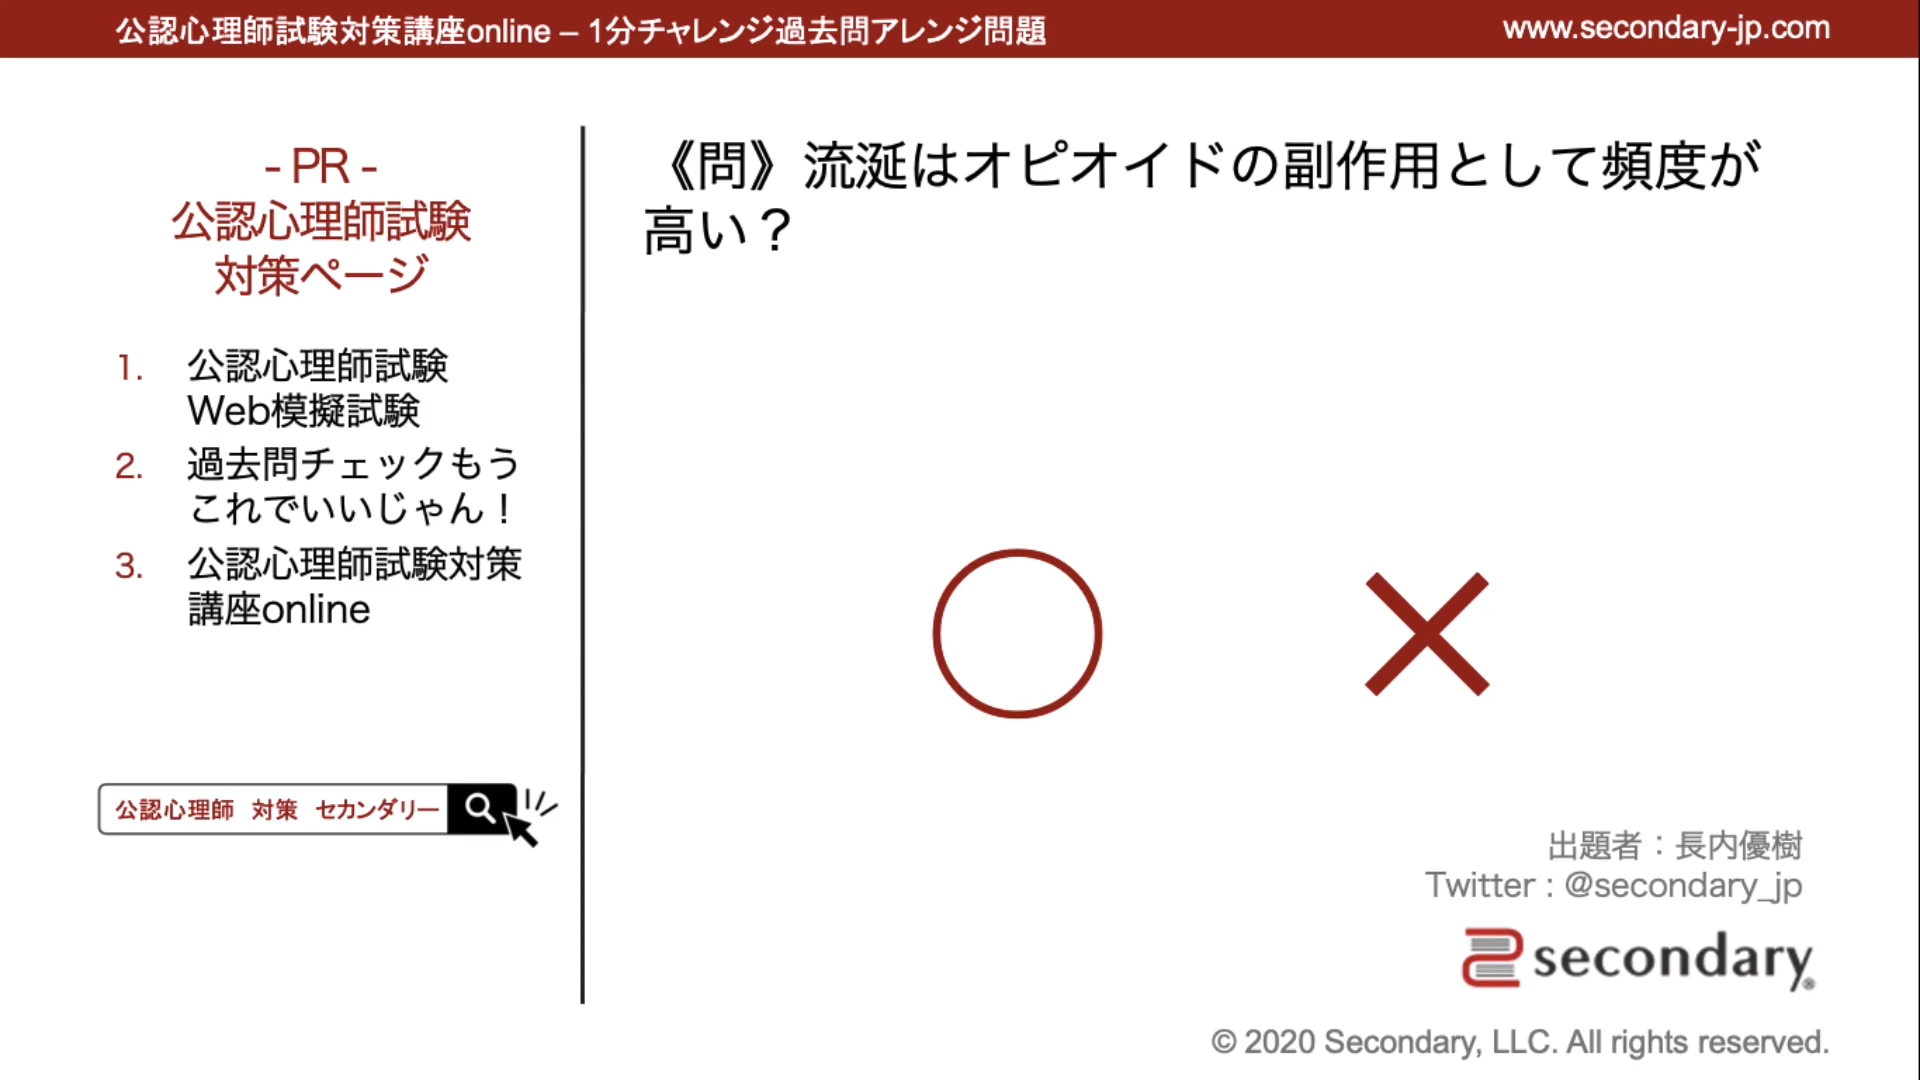 公認心理師試験対策講座online – 1分チャレンジ過去問アレンジ問題
www.secondary-jp.com
- PR -
公認心理師試験
対策ページ
1. 公認心理師試験
Web模擬試験
2. 過去問チェックもう
これでいいじゃん！
3. 公認心理師試験対策
講座online
公認心理師　対策　セカンダリー
《問》流涎はオピオイドの副作用として頻度が
高い？
出題者：長内優樹
Twitter : @secondary_jp
secondary®
© 2020 Secondary, LLC. All rights reserved.